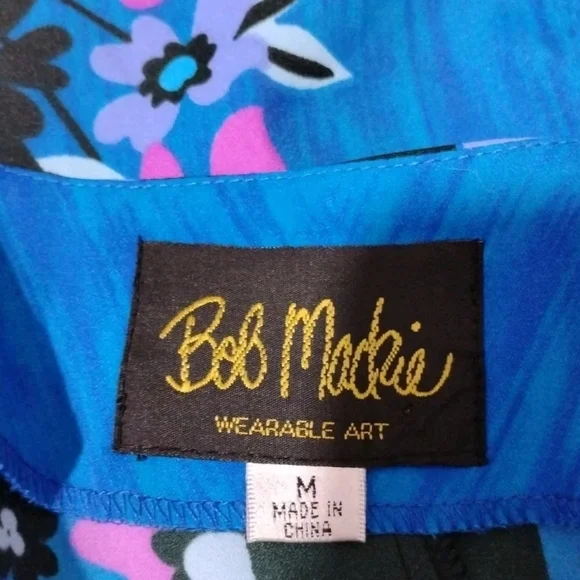 Bob Mackie
WEARABLE ART
M
MADE IN
CHINA